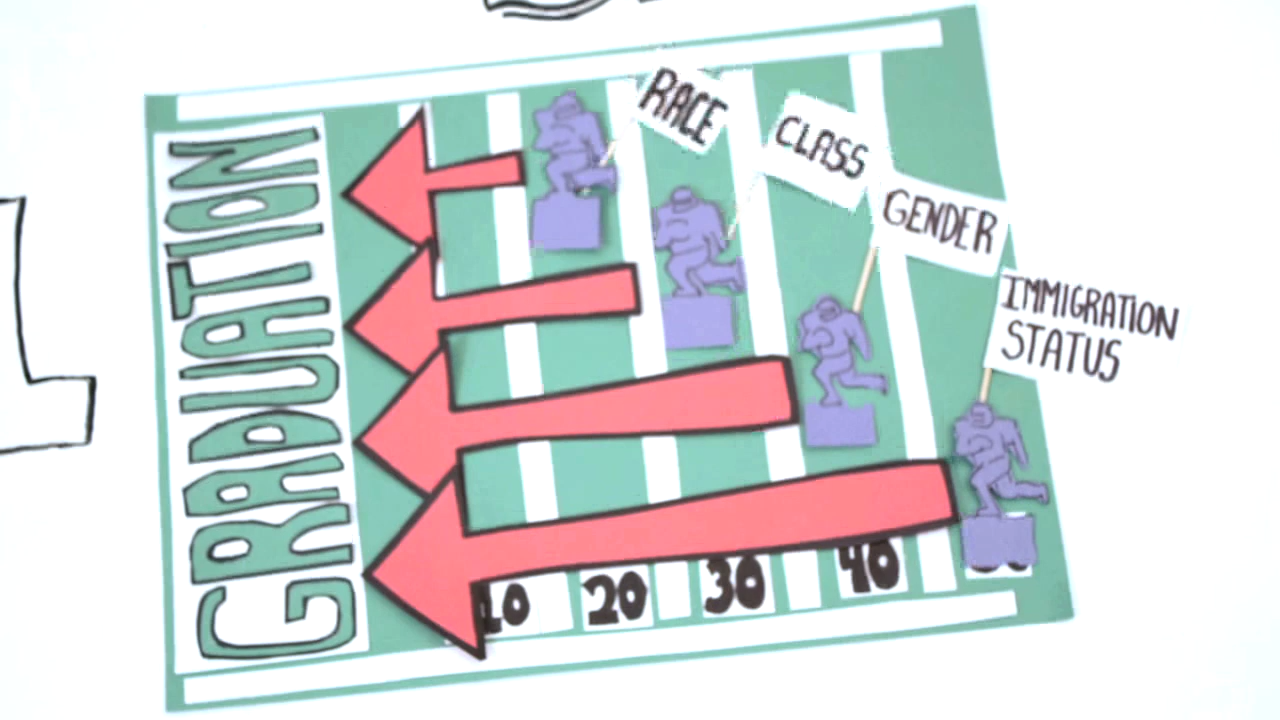 GRADUATION
RACE
CLASS
GENDER
IMMIGRATION
STATUS
10 20 30 40